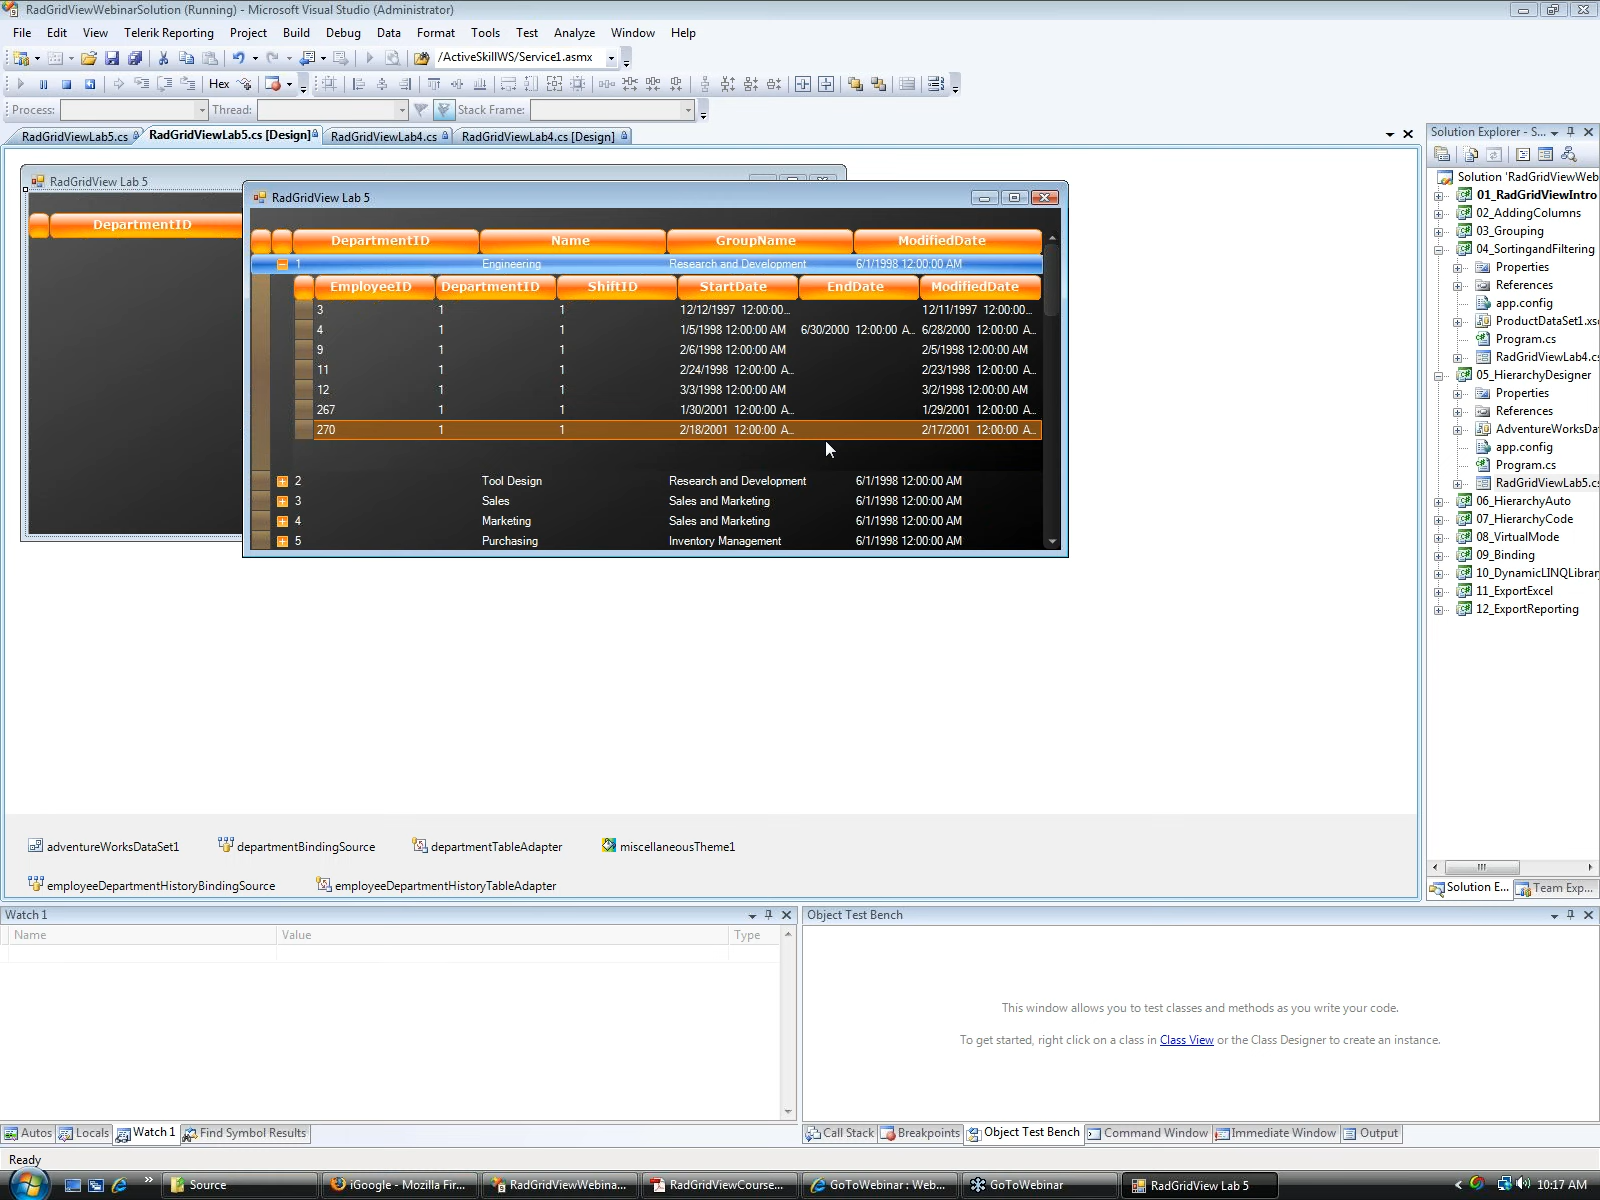 RadGridViewWebinarSolution (Running) - Microsoft Visual Studio (Administrator)
File Edit View Telerik Reporting Project Build Debug Data Format Tools Test Analyze Window Help
/ActiveSkillWS/Service1.asmx
Hex
Process: Thread: Stack Frame:
RadGridViewLab5.cs RadGridViewLab5.cs [Design] RadGridViewLab4.cs RadGridViewLab4.cs [Design]
RadGridView Lab 5
DepartmentID
RadGridView Lab 5
DepartmentID Name GroupName ModifiedDate
1 Engineering Research and Development 6/1/1998 12:00:00 AM
EmployeeID DepartmentID ShiftID StartDate EndDate ModifiedDate
3 1 1 12/12/1997 12:00:00... 12/11/1997 12:00:00...
4 1 1 1/5/1998 12:00:00 AM 6/30/2000 12:00:00 A... 6/28/2000 12:00:00 A...
9 1 1 2/6/1998 12:00:00 AM 2/5/1998 12:00:00 AM
11 1 1 2/24/1998 12:00:00 A... 2/23/1998 12:00:00 A...
12 1 1 3/3/1998 12:00:00 AM 3/2/1998 12:00:00 AM
267 1 1 1/30/2001 12:00:00 A... 1/29/2001 12:00:00 A...
270 1 1 2/18/2001 12:00:00 A... 2/17/2001 12:00:00 A...
2 Tool Design Research and Development 6/1/1998 12:00:00 AM
3 Sales Sales and Marketing 6/1/1998 12:00:00 AM
4 Marketing Sales and Marketing 6/1/1998 12:00:00 AM
5 Purchasing Inventory Management 6/1/1998 12:00:00 AM
adventureWorksDataSet1 departmentBindingSource departmentTableAdapter miscellaneousTheme1
employeeDepartmentHistoryBindingSource employeeDepartmentHistoryTableAdapter
Solution Explorer - S...
Solution 'RadGridViewWeb
01_RadGridViewIntro
02_AddingColumns
03_Grouping
04_SortingandFiltering
Properties
References
app.config
ProductDataSet1.xs
Program.cs
RadGridViewLab4.cs
05_HierarchyDesigner
Properties
References
AdventureWorksDa
app.config
Program.cs
RadGridViewLab5.cs
06_HierarchyAuto
07_HierarchyCode
08_VirtualMode
09_Binding
10_DynamicLINQLibrar
11_ExportExcel
12_ExportReporting
Solution E... Team Exp...
Watch 1
Name Value Type
Autos Locals Watch 1 Find Symbol Results
Object Test Bench
This window allows you to test classes and methods as you write your code.
To get started, right click on a class in Class View or the Class Designer to create an instance.
Call Stack Breakpoints Object Test Bench Command Window Immediate Window Output
Ready
Source iGoogle - Mozilla Fir... RadGridViewWebina... RadGridViewCourse... GoToWebinar : Web... GoToWebinar RadGridView Lab 5 10:17 AM